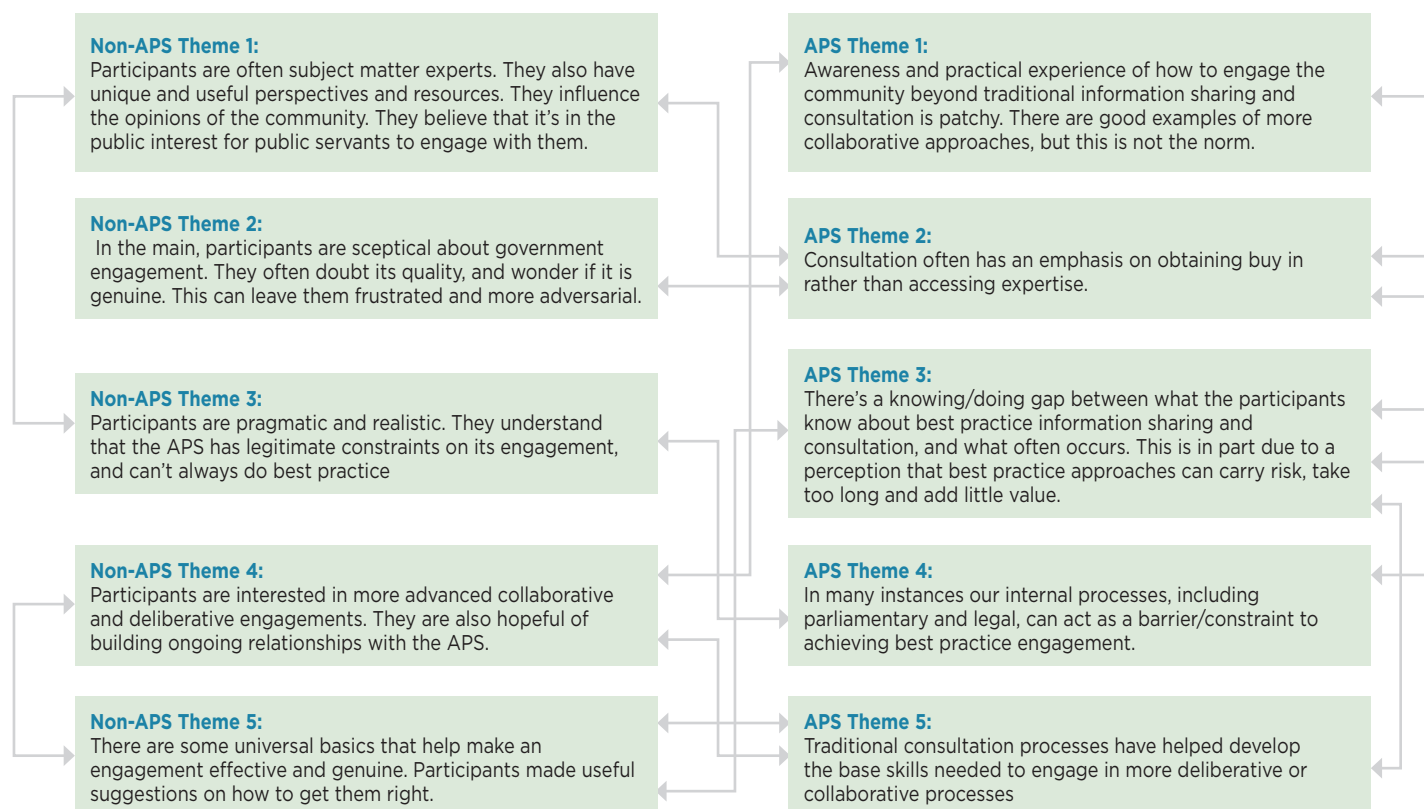 Non-APS Theme 1:
Participants are often subject matter experts. They also have
unique and useful perspectives and resources. They influence
the opinions of the community. They believe that it’s in the
public interest for public servants to engage with them.
Non-APS Theme 2:
In the main, participants are sceptical about government
engagement. They often doubt its quality, and wonder if it is
genuine. This can leave them frustrated and more adversarial.
Non-APS Theme 3:
Participants are pragmatic and realistic. They understand
that the APS has legitimate constraints on its engagement,
and can’t always do best practice
Non-APS Theme 4:
Participants are interested in more advanced collaborative
and deliberative engagements. They are also hopeful of
building ongoing relationships with the APS.
Non-APS Theme 5:
There are some universal basics that help make an
engagement effective and genuine. Participants made useful
suggestions on how to get them right.
APS Theme 1:
Awareness and practical experience of how to engage the
community beyond traditional information sharing and
consultation is patchy. There are good examples of more
collaborative approaches, but this is not the norm.
APS Theme 2:
Consultation often has an emphasis on obtaining buy in
rather than accessing expertise.
APS Theme 3:
There’s a knowing/doing gap between what the participants
know about best practice information sharing and
consultation, and what often occurs. This is in part due to a
perception that best practice approaches can carry risk, take
too long and add little value.
APS Theme 4:
In many instances our internal processes, including
parliamentary and legal, can act as a barrier/constraint to
achieving best practice engagement.
APS Theme 5:
Traditional consultation processes have helped develop
the base skills needed to engage in more deliberative or
collaborative processes